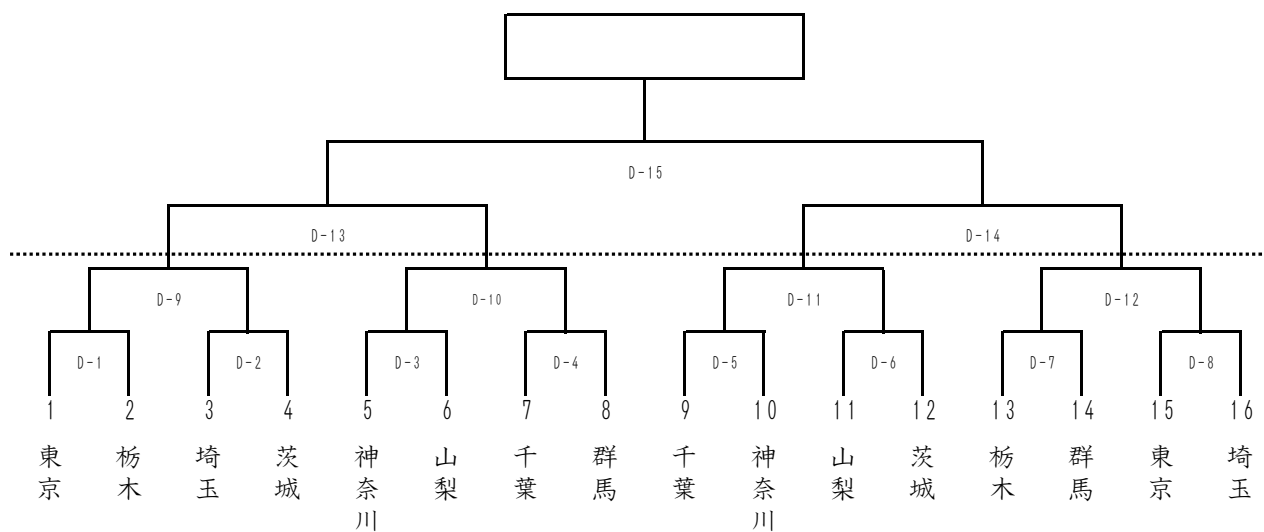 D-15
D-13
D-14
D-9
D-10
D-11
D-12
D-1
D-2
D-3
D-4
D-5
D-6
D-7
D-8
1
2
3
4
5
6
7
8
9
10
11
12
13
14
15
16
東京
栃木
埼玉
茨城
神奈川
山梨
千葉
群馬
千葉
神奈川
山梨
茨城
栃木
群馬
東京
埼玉